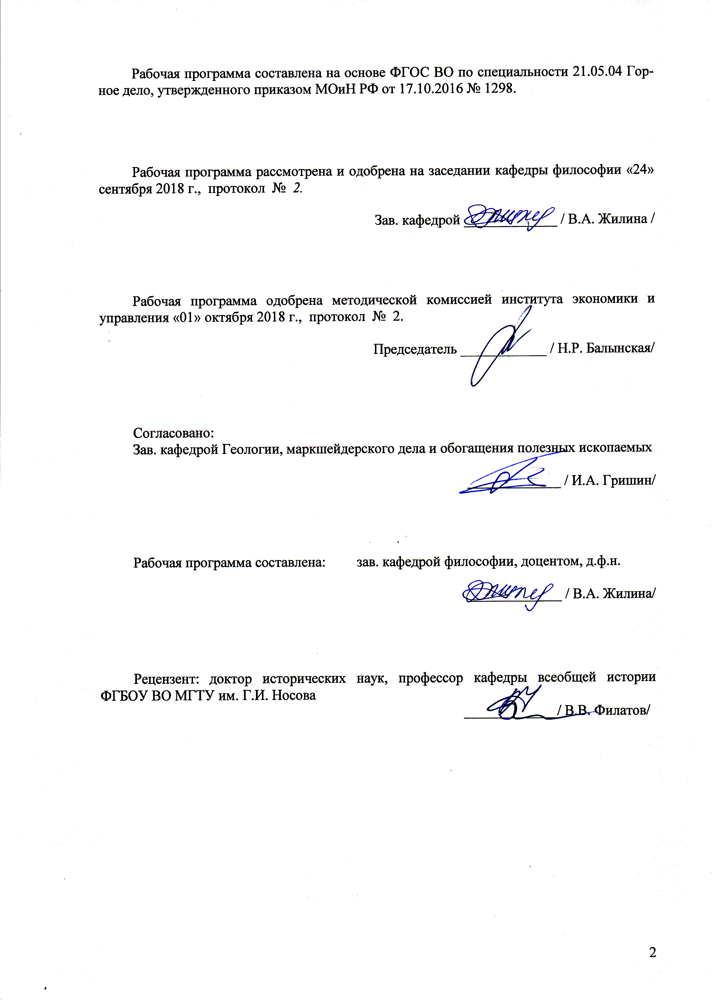 Рабочая программа составлена на основе ФГОС ВО по специальности 21.05.04 Гор-
ное дело, утвержденного приказом МОиН РФ от 17.10.2016 № 1298.
Рабочая программа рассмотрена и одобрена на заседании кафедры философии «24»
сентября 2018 г., протокол № 2.
Зав. кафедрой / В.А. Жилина /
Рабочая программа одобрена методической комиссией института экономики и
управления «01» октября 2018 г., протокол № 2.
Председатель / Н.Р. Балынская/
Согласовано:
Зав. кафедрой Геологии, маркшейдерского дела и обогащения полезных ископаемых
/ И.А. Гришин/
Рабочая программа составлена: зав. кафедрой философии, доцентом, д.ф.н.
/ В.А. Жилина/
Рецензент: доктор исторических наук, профессор кафедры всеобщей истории
ФГБОУ ВО МГТУ им. Г.И. Носова
/ В.В. Филатов/
2